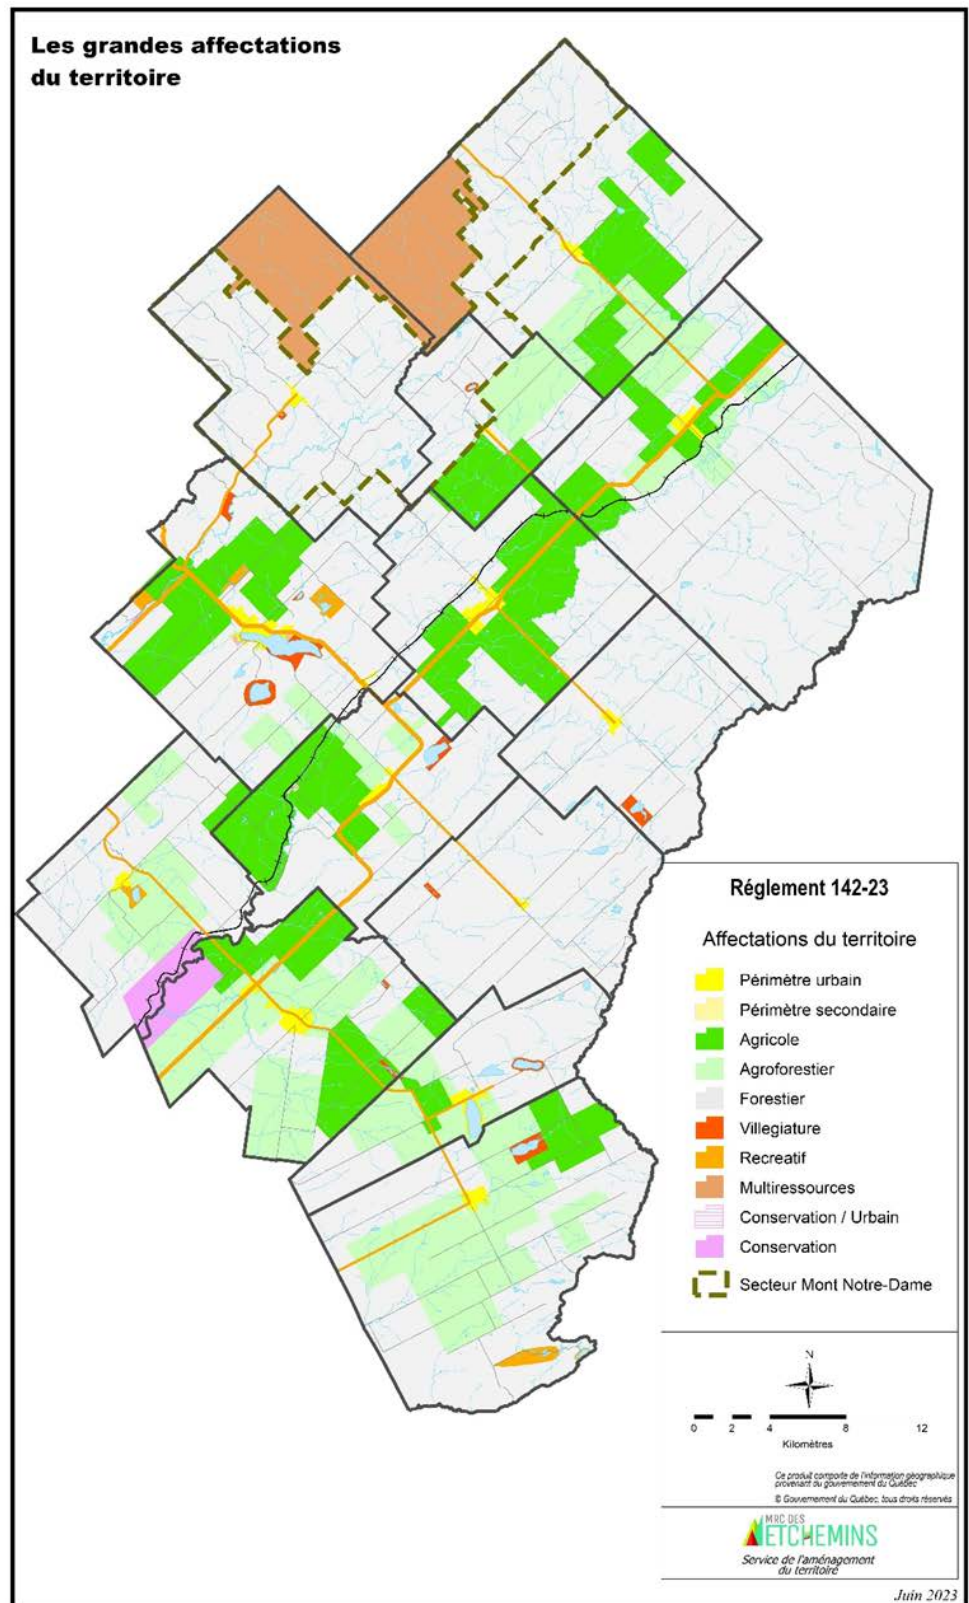 Les grandes affectations
du territoire
Réglement 142-23
Affectations du territoire
Périmètre urbain
Périmètre secondaire
Agricole
Agroforestier
Forestier
Villegiature
Recreatif
Multiressources
Conservation / Urbain
Conservation
Secteur Mont Notre-Dame
N
0 2 4 8 12
Kilomètres
Ce produit comporte de l'information géographique
provenant du gouvernement du Québec
© Gouvernement du Québec, tous droits réservés
MRC DES
ETCHEMINS
Service de l'aménagement
du territoire
Juin 2023